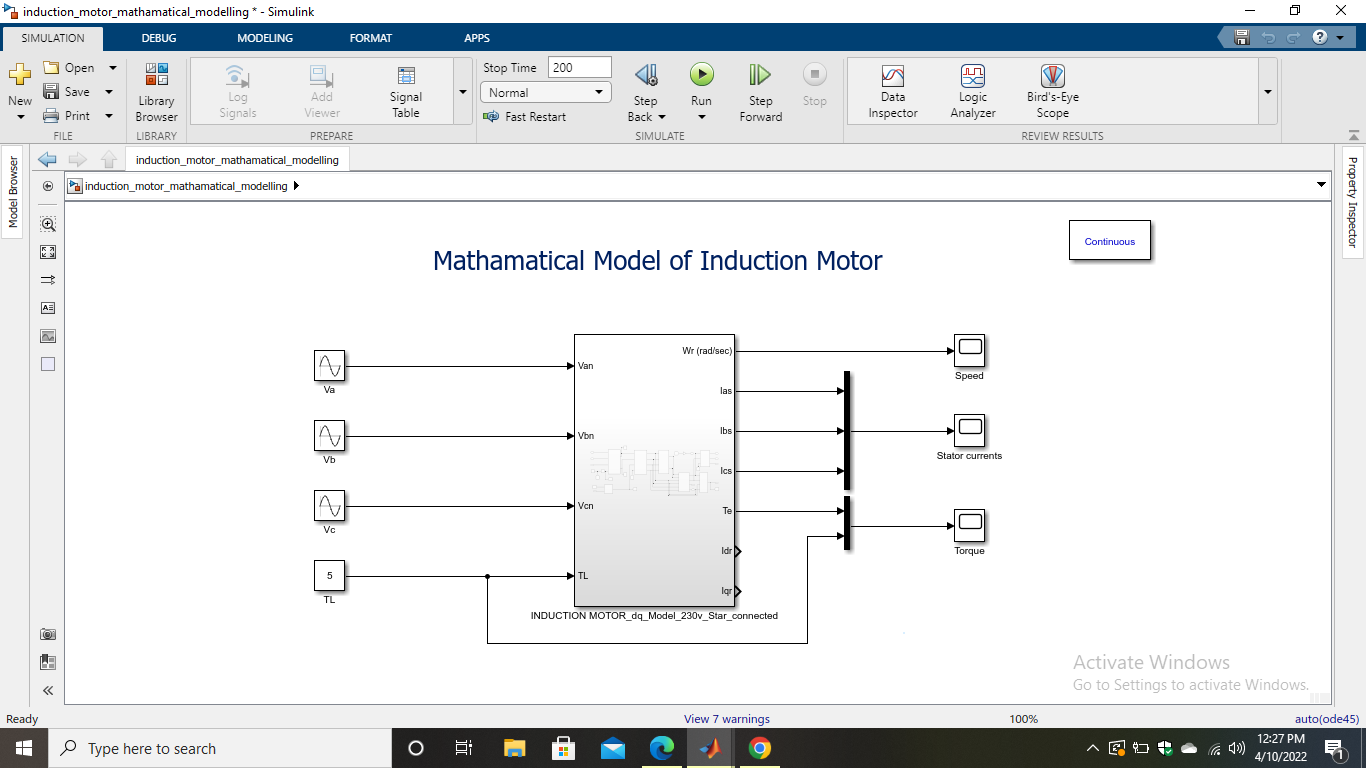 induction_motor_mathamatical_modelling * - Simulink
SIMULATION DEBUG MODELING FORMAT APPS
New
Open
Save
Print
FILE
Library
Browser
LIBRARY
Log
Signals
Add
Viewer
Signal
Table
PREPARE
Stop Time 200
Normal
Fast Restart
Step
Back
Run
Step
Forward
Stop
SIMULATE
Data
Inspector
Logic
Analyzer
Bird's-Eye
Scope
REVIEW RESULTS
Model Browser
induction_motor_mathamatical_modelling
induction_motor_mathamatical_modelling
Property Inspector
Mathamatical Model of Induction Motor
Continuous
Va
Vb
Vc
5
TL
Van
Vbn
Vcn
TL
Wr (rad/sec)
Ias
Ibs
Ics
Te
Idr
Iqr
INDUCTION MOTOR_dq_Model_230v_Star_connected
Speed
Stator currents
Torque
Activate Windows
Go to Settings to activate Windows.
Ready View 7 warnings 100% auto(ode45)
Type here to search
12:27 PM
4/10/2022
1